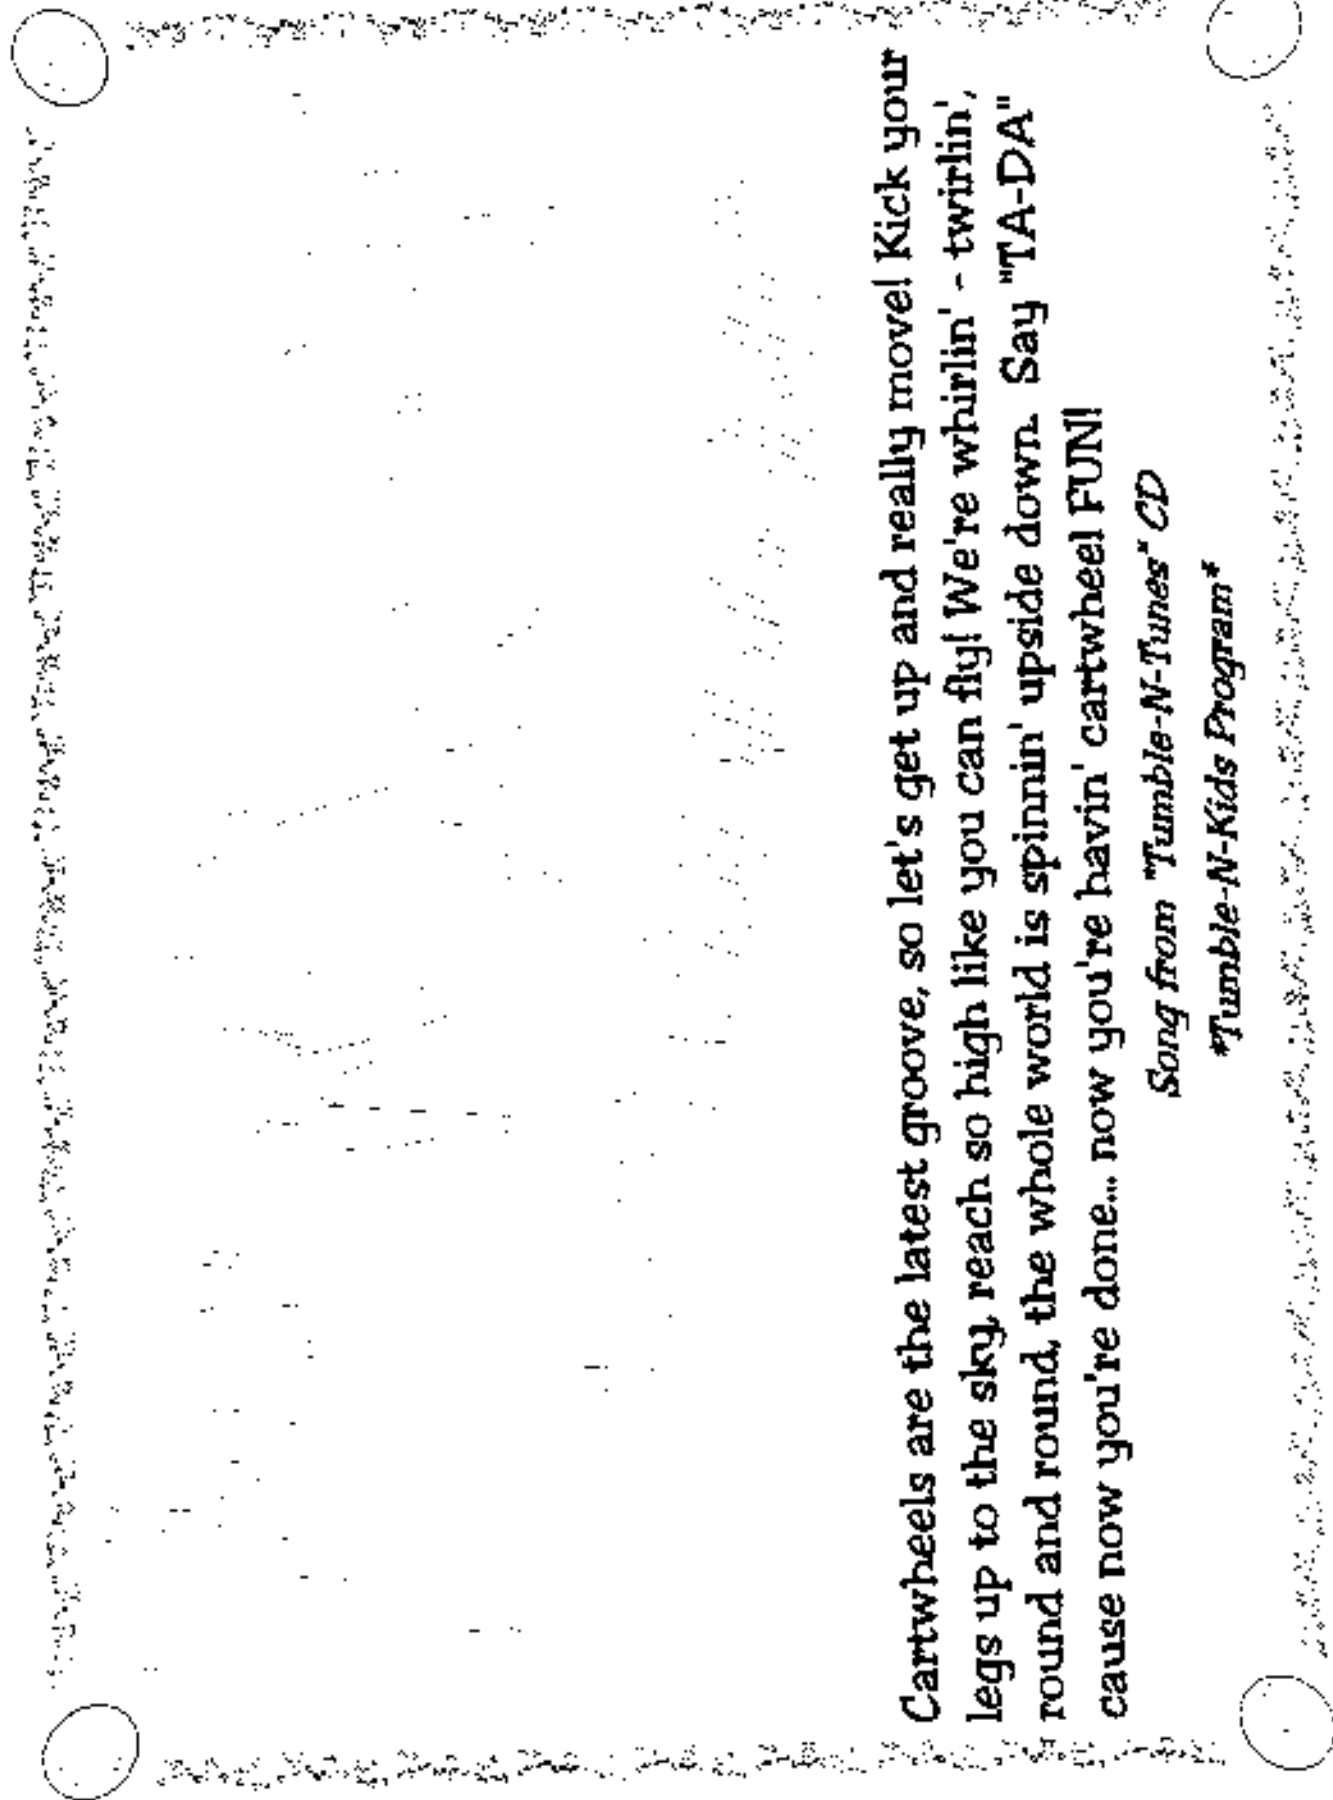 Cartwheels are the latest groove, so let's get up and really move! Kick your
legs up to the sky, reach so high like you can fly! We're whirlin' - twirlin',
round and round, the whole world is spinnin' upside down. Say "TA-DA"
cause now you're done... now you're havin' cartwheel FUN!
Song from "Tumble-N-Tunes" CD
*Tumble-N-Kids Program*